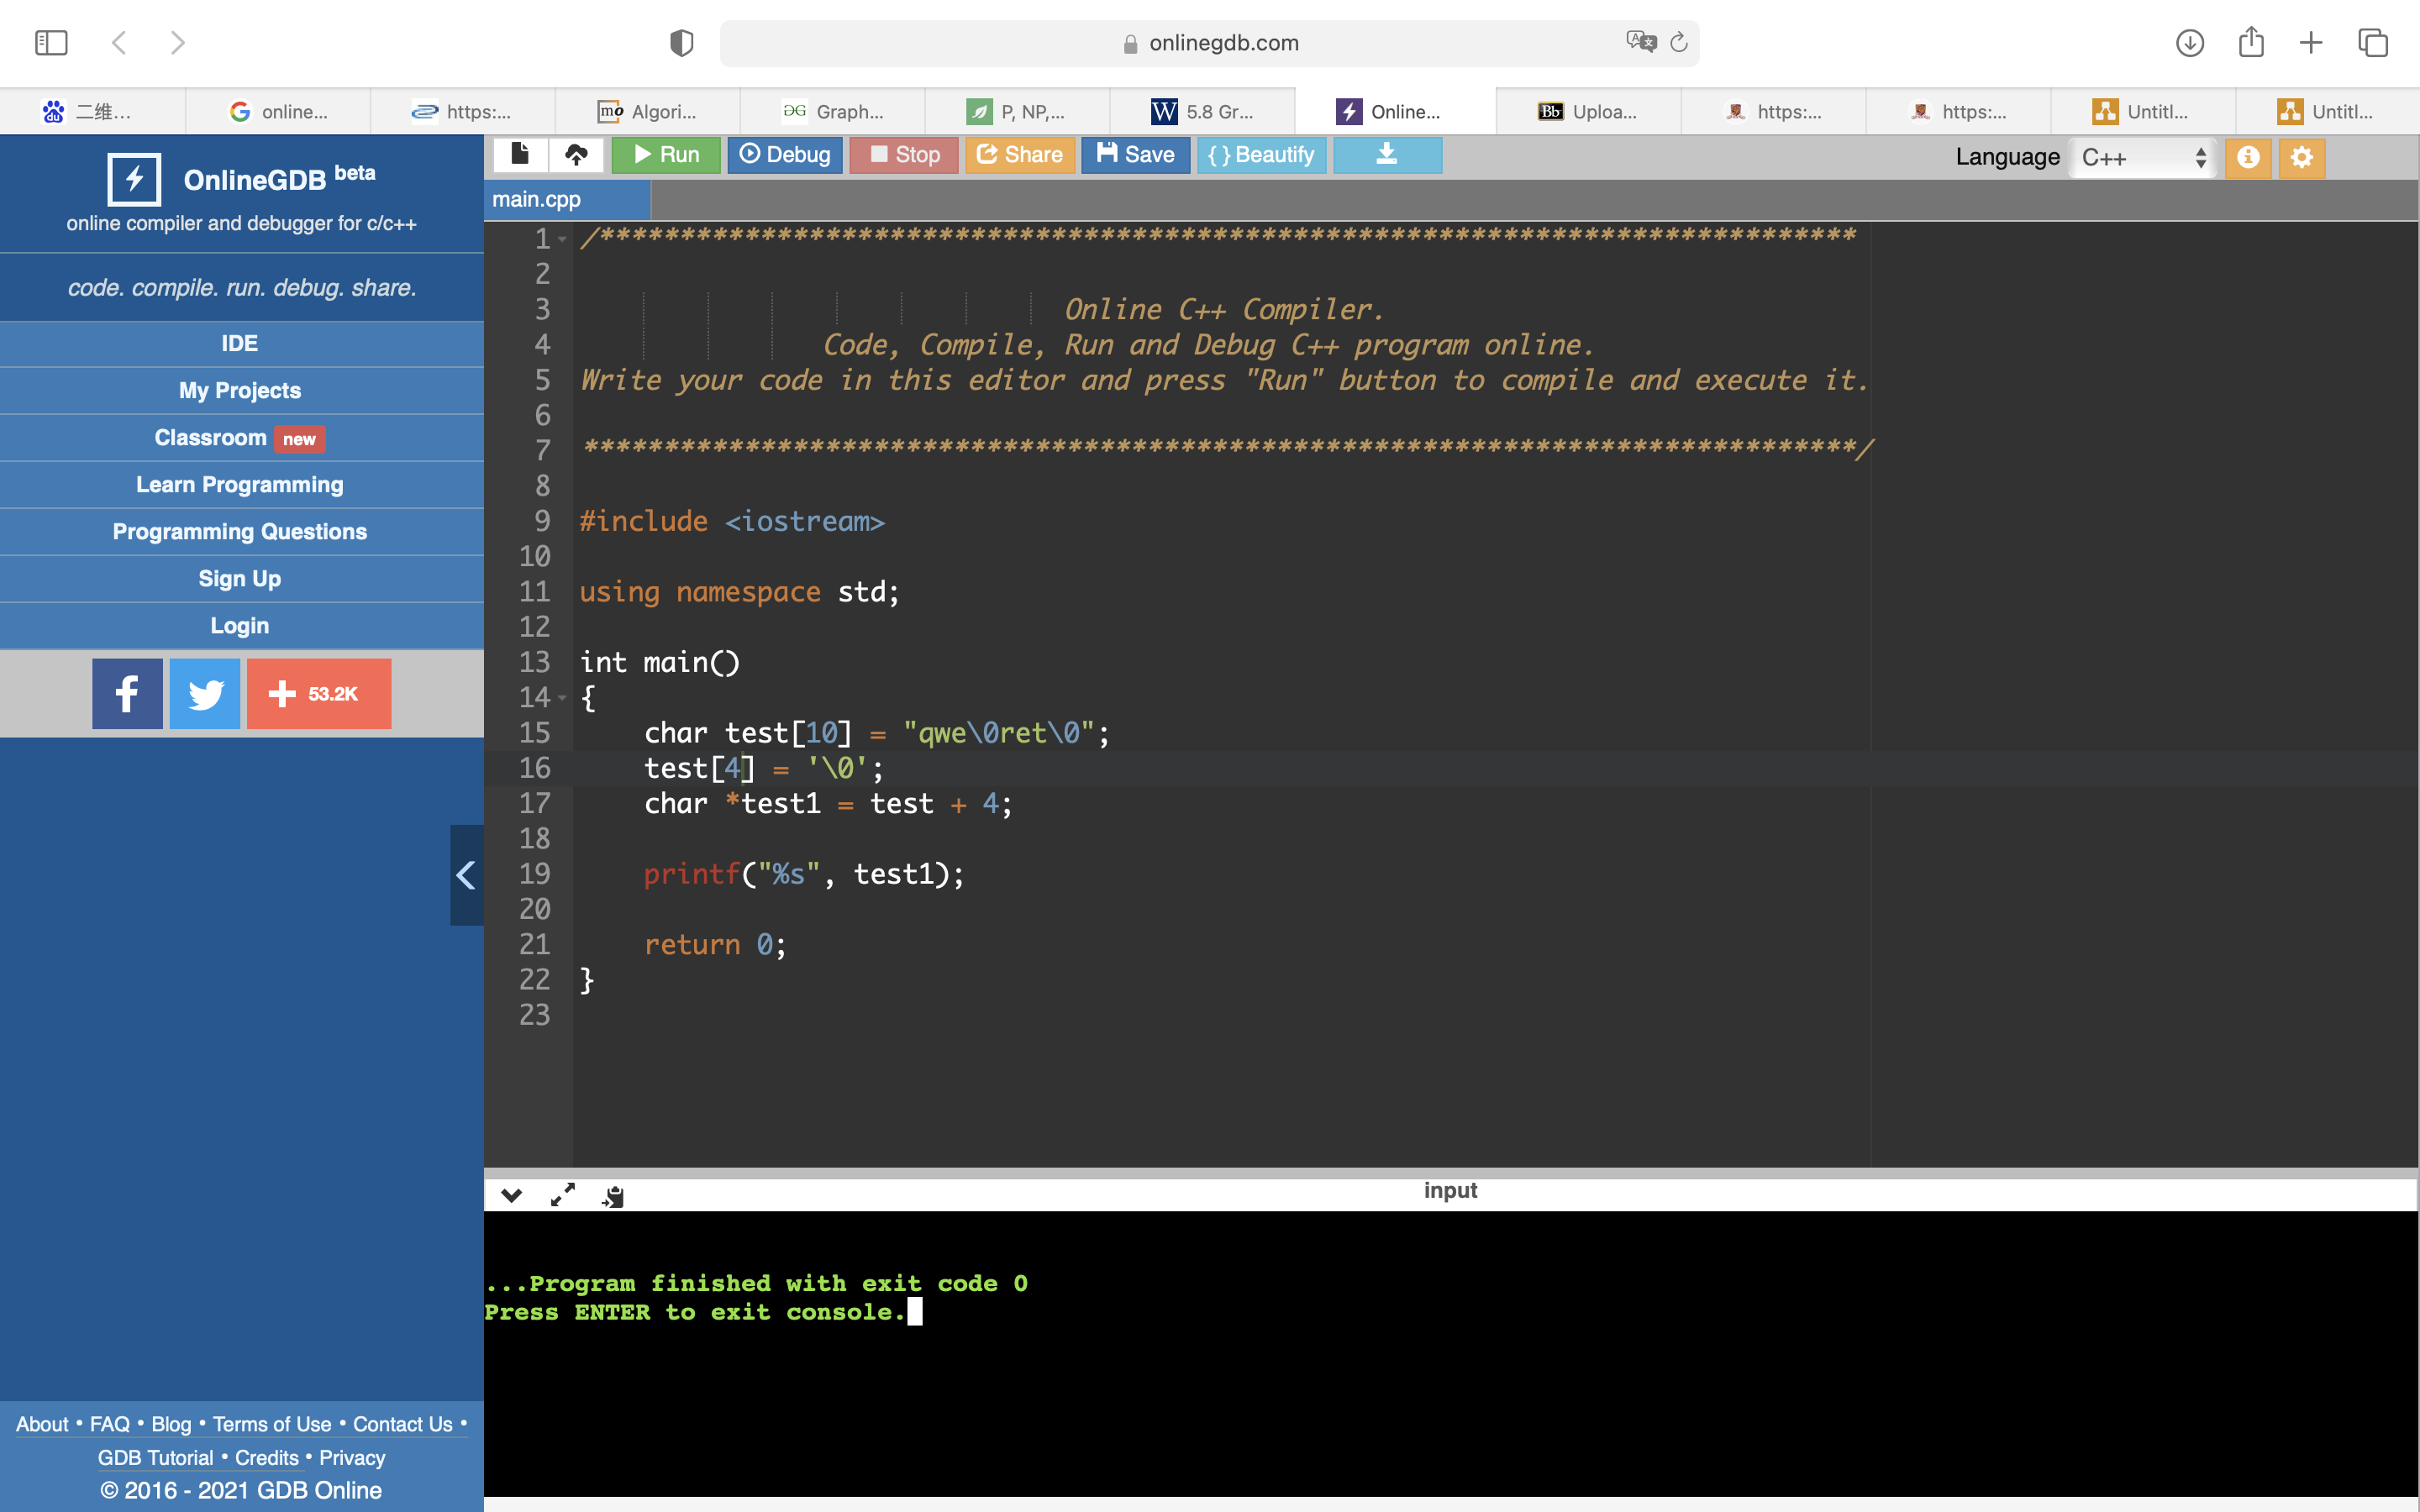 onlinegdb.com
二维...
online...
https:...
Algori...
Graph...
P, NP,...
5.8 Gr...
Online...
Uploa...
https:...
https:...
Untitl...
Untitl...
OnlineGDB beta
online compiler and debugger for c/c++
code. compile. run. debug. share.
IDE
My Projects
Classroom new
Learn Programming
Programming Questions
Sign Up
Login
53.2K
About • FAQ • Blog • Terms of Use • Contact Us •
GDB Tutorial • Credits • Privacy
© 2016 - 2021 GDB Online
Run Debug Stop Share Save { } Beautify
Language C++
main.cpp
1 /******************************************************************************
2
3 Online C++ Compiler.
4 Code, Compile, Run and Debug C++ program online.
5 Write your code in this editor and press "Run" button to compile and execute it.
6
7 *******************************************************************************/
8
9 #include <iostream>
10
11 using namespace std;
12
13 int main()
14 {
15 char test[10] = "qwe\0ret\0";
16 test[4] = '\0';
17 char *test1 = test + 4;
18
19 printf("%s", test1);
20
21 return 0;
22 }
23
input
...Program finished with exit code 0
Press ENTER to exit console.